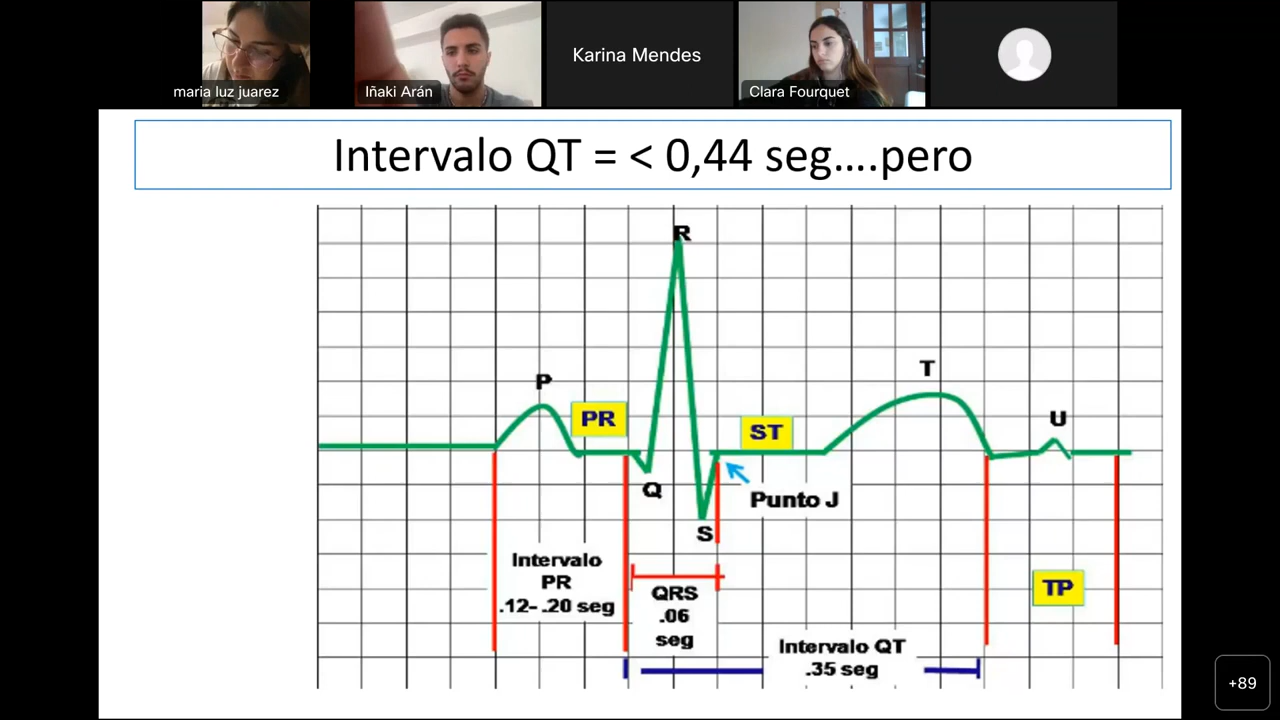 maria luz juarez
Iñaki Arán
Karina Mendes
Clara Fourquet
Intervalo QT = < 0,44 seg....pero
R
P
T
PR
ST
U
Q
Punto J
S
Intervalo
PR
.12- .20 seg
QRS
.06
seg
TP
Intervalo QT
.35 seg
+89